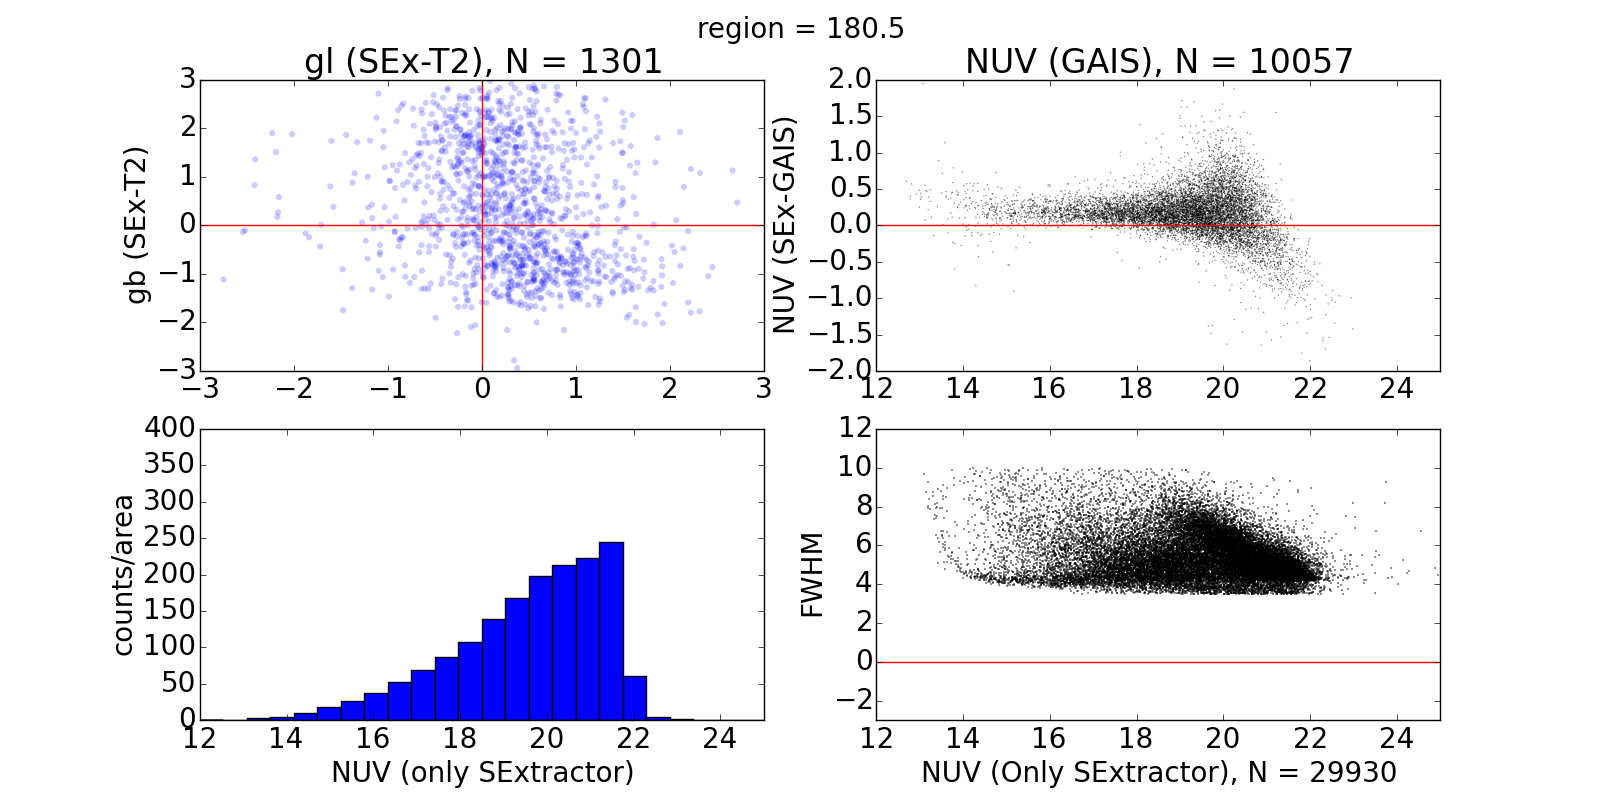 region = 180.5
gl (SEx-T2), N = 1301
NUV (GAIS), N = 10057
3
2
1
0
−1
−2
−3
gb (SEx-T2)
−3 −2 −1 0 1 2 3
2.0
1.5
1.0
0.5
0.0
−0.5
−1.0
−1.5
−2.0
NUV (SEx-GAIS)
12 14 16 18 20 22 24
400
350
300
250
200
150
100
50
0
counts/area
12 14 16 18 20 22 24
NUV (only SExtractor)
12
10
8
6
4
2
0
−2
FWHM
12 14 16 18 20 22 24
NUV (Only SExtractor), N = 29930